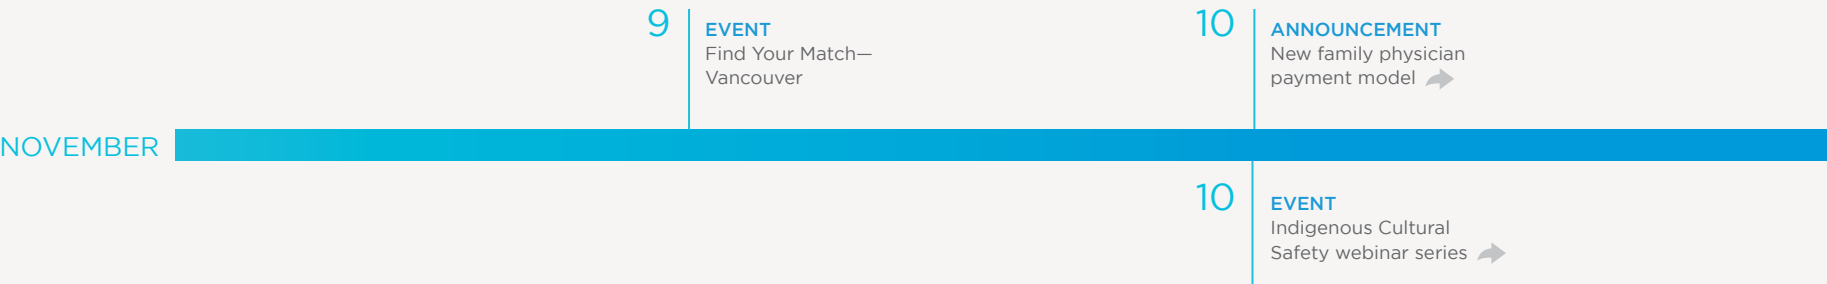 9
EVENT
Find Your Match—
Vancouver
10
ANNOUNCEMENT
New family physician
payment model
NOVEMBER
10
EVENT
Indigenous Cultural
Safety webinar series